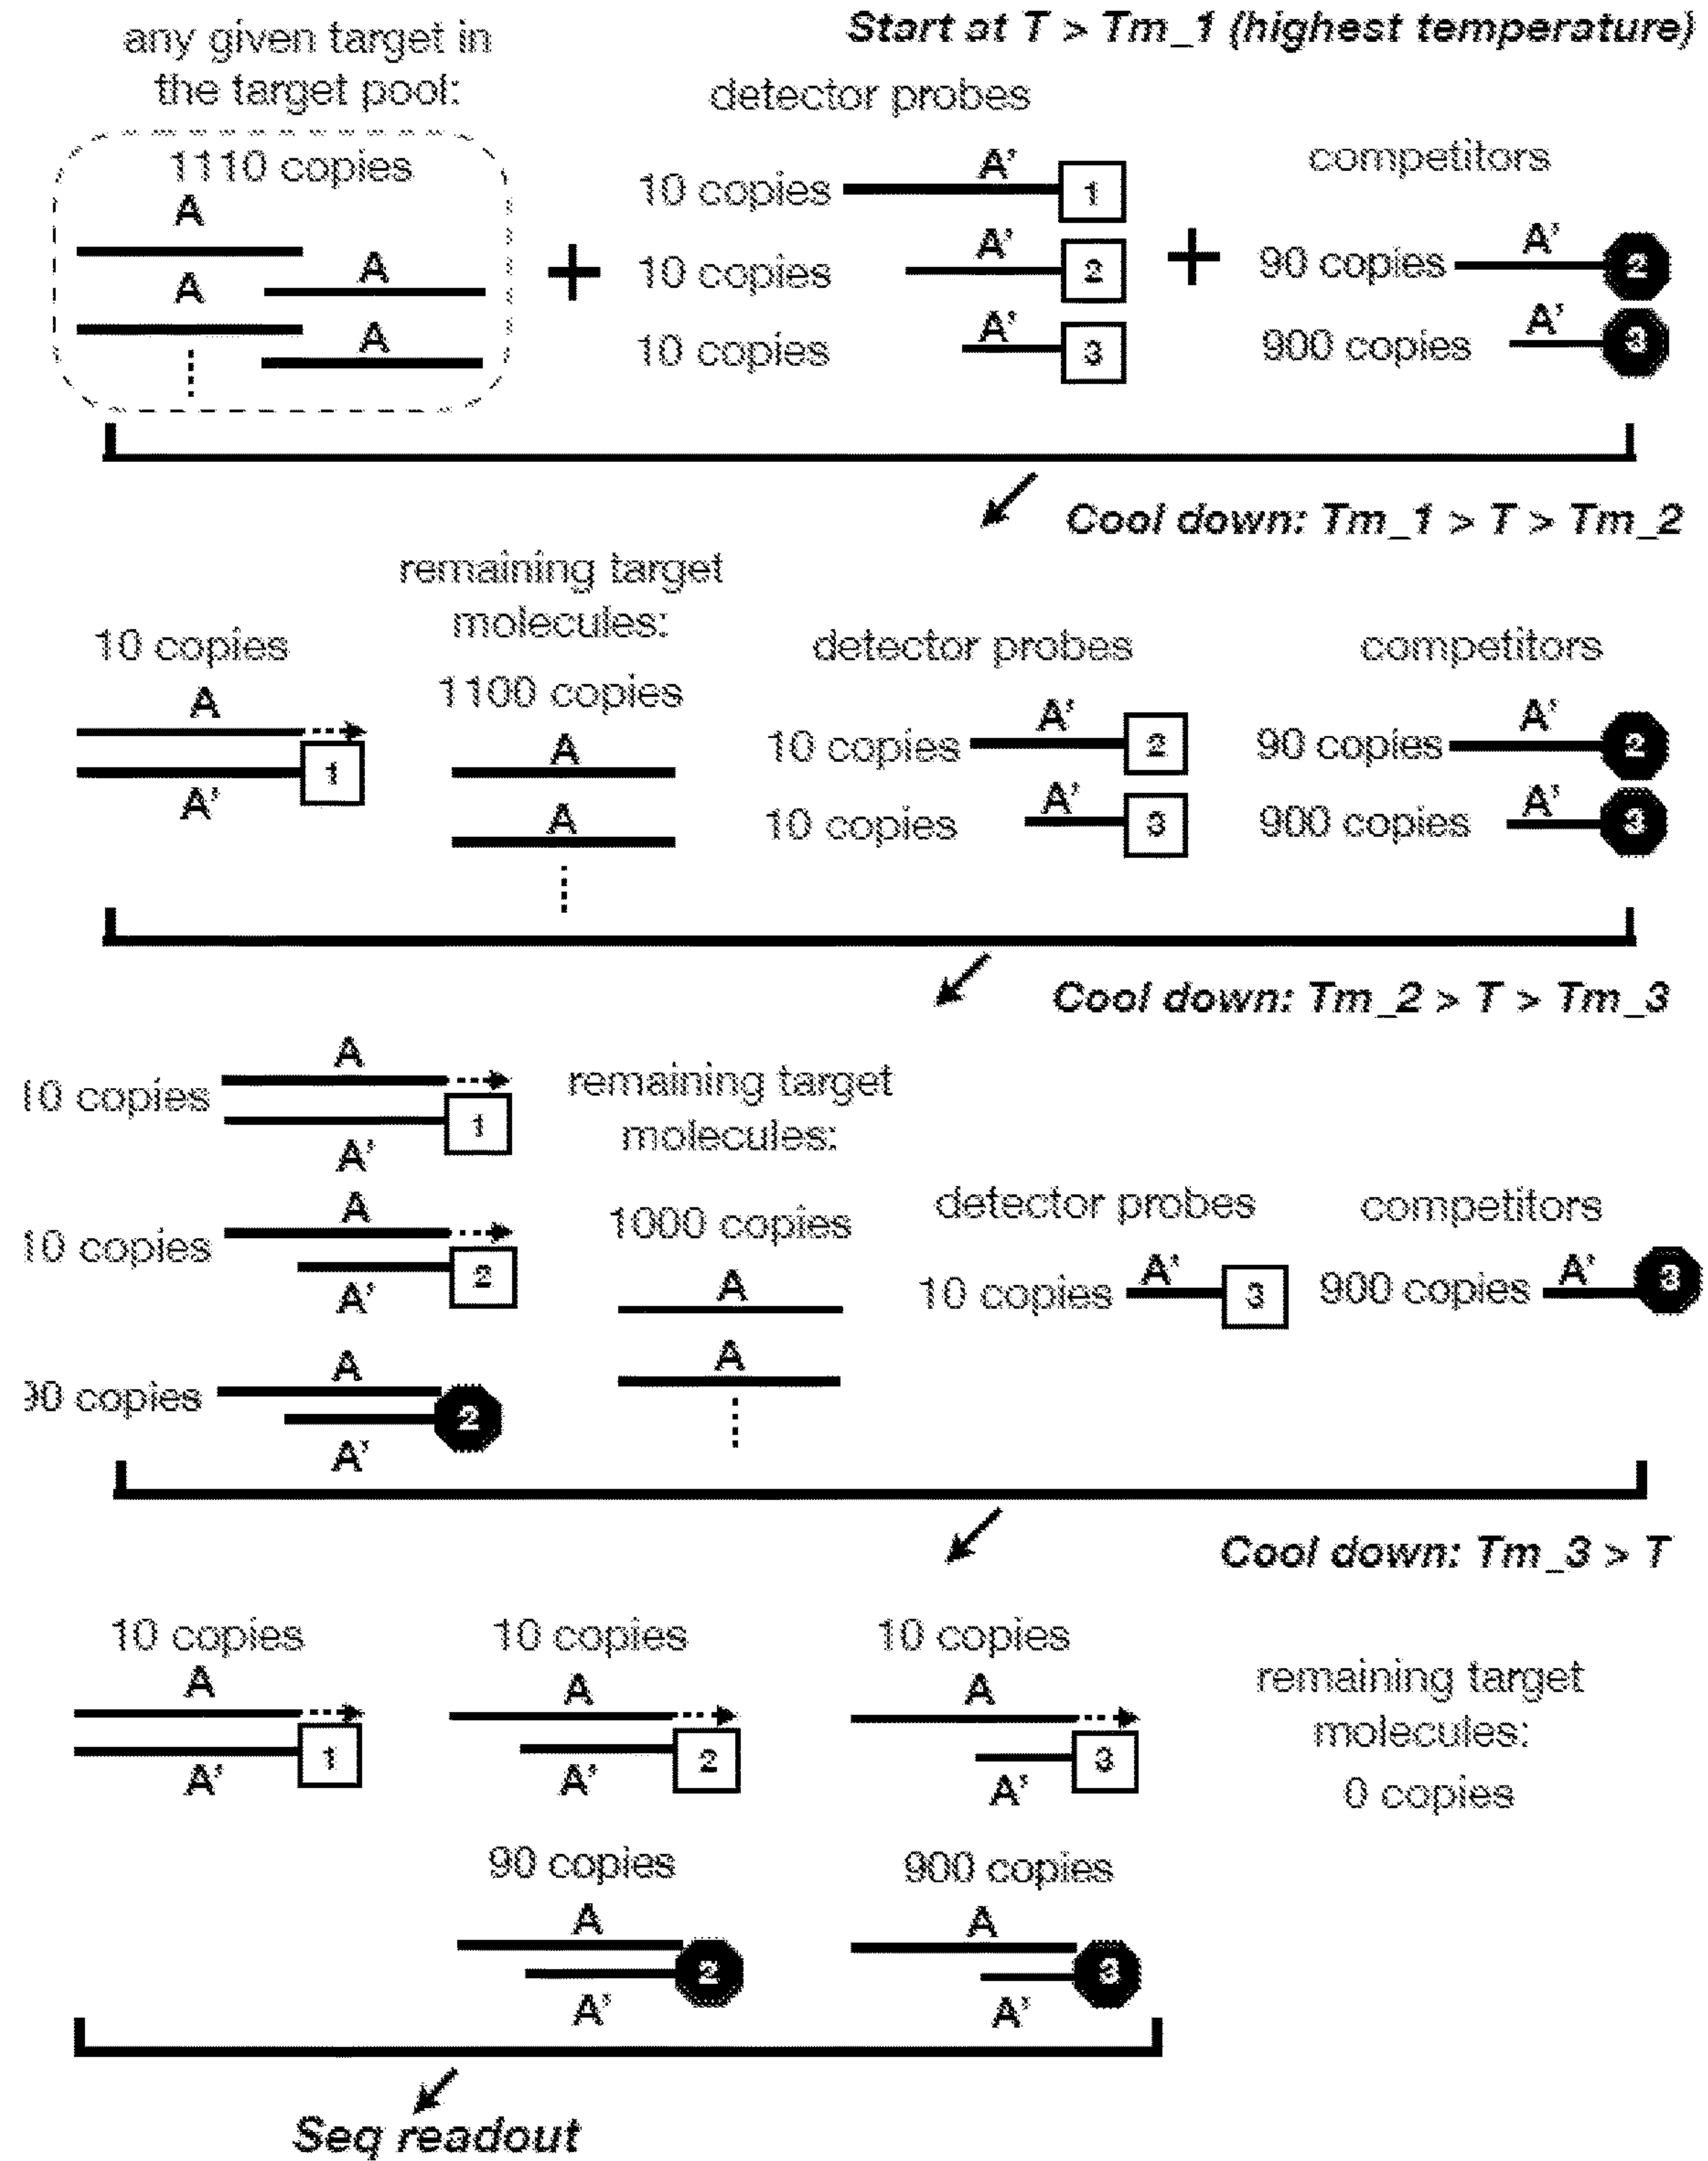 any given target in
the target pool:
1110 copies
A
A
A
A
Start at T > Tm_1 (highest temperature)
detector probes
10 copies A' 1
10 copies A' 2
10 copies A' 3
+
+
competitors
90 copies A' 2
900 copies A' 3
Cool down: Tm_1 > T > Tm_2
10 copies
A
A' 1
remaining target
molecules:
1100 copies
A
A
detector probes
10 copies A' 2
10 copies A' 3
competitors
90 copies A' 2
900 copies A' 3
Cool down: Tm_2 > T > Tm_3
10 copies
A
A' 1
10 copies
A
A' 2
90 copies
A
A' 2
remaining target
molecules:
1000 copies
A
A
detector probes
10 copies A' 3
competitors
900 copies A' 3
Cool down: Tm_3 > T
10 copies
A
A' 1
10 copies
A
A' 2
10 copies
A
A' 3
remaining target
molecules:
0 copies
90 copies
A
A' 2
900 copies
A
A' 3
Seq readout